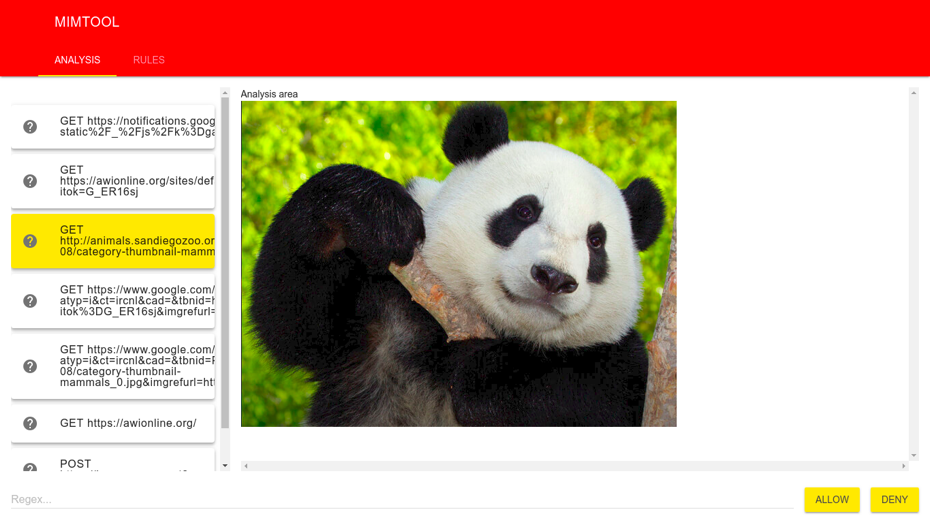 MIMTOOL
ANALYSIS
RULES
GET https://notifications.goog
static%2F_%2Fjs%2Fk%3Dga
GET
https://awionline.org/sites/def
itok=G_ER16sj
GET
http://animals.sandiegozoo.or
08/category-thumbnail-mamm
GET https://www.google.com/
atyp=i&ct=ircnl&cad=&tbnid=h
itok%3DG_ER16sj&imgrefurl=
GET https://www.google.com/
atyp=i&ct=ircnl&cad=&tbnid=F
08/category-thumbnail-
mammals_0.jpg&imgrefurl=htt
GET https://awionline.org/
POST
Analysis area
Regex...
ALLOW
DENY